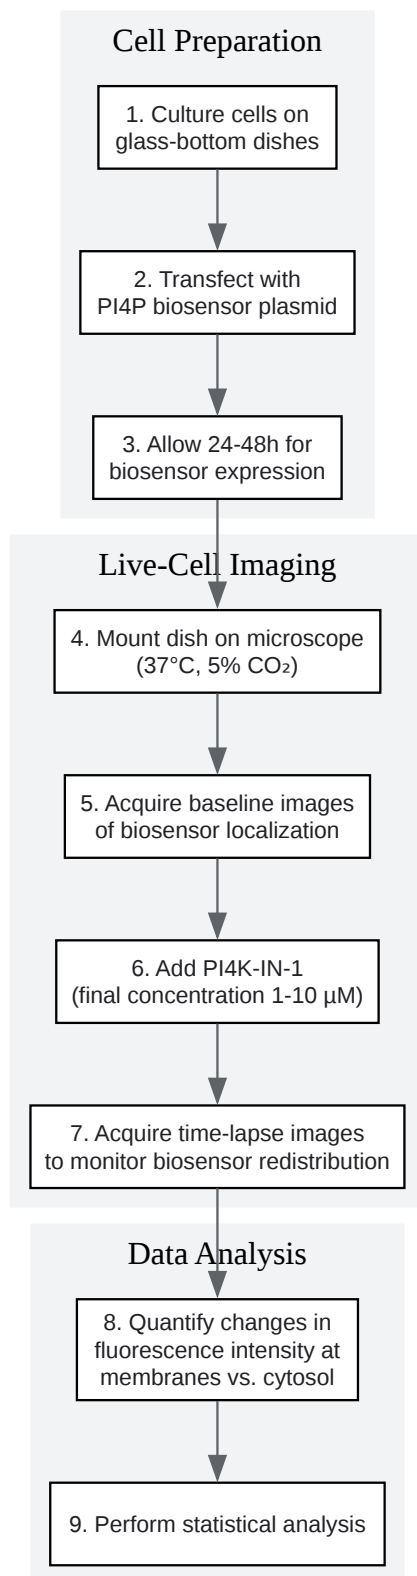 Cell Preparation
1. Culture cells on
glass-bottom dishes
2. Transfect with
PI4P biosensor plasmid
3. Allow 24-48h for
biosensor expression
Live-Cell Imaging
4. Mount dish on microscope
(37°C, 5% CO₂)
5. Acquire baseline images
of biosensor localization
6. Add PI4K-IN-1
(final concentration 1-10 µM)
7. Acquire time-lapse images
to monitor biosensor redistribution
Data Analysis
8. Quantify changes in
fluorescence intensity at
membranes vs. cytosol
9. Perform statistical analysis